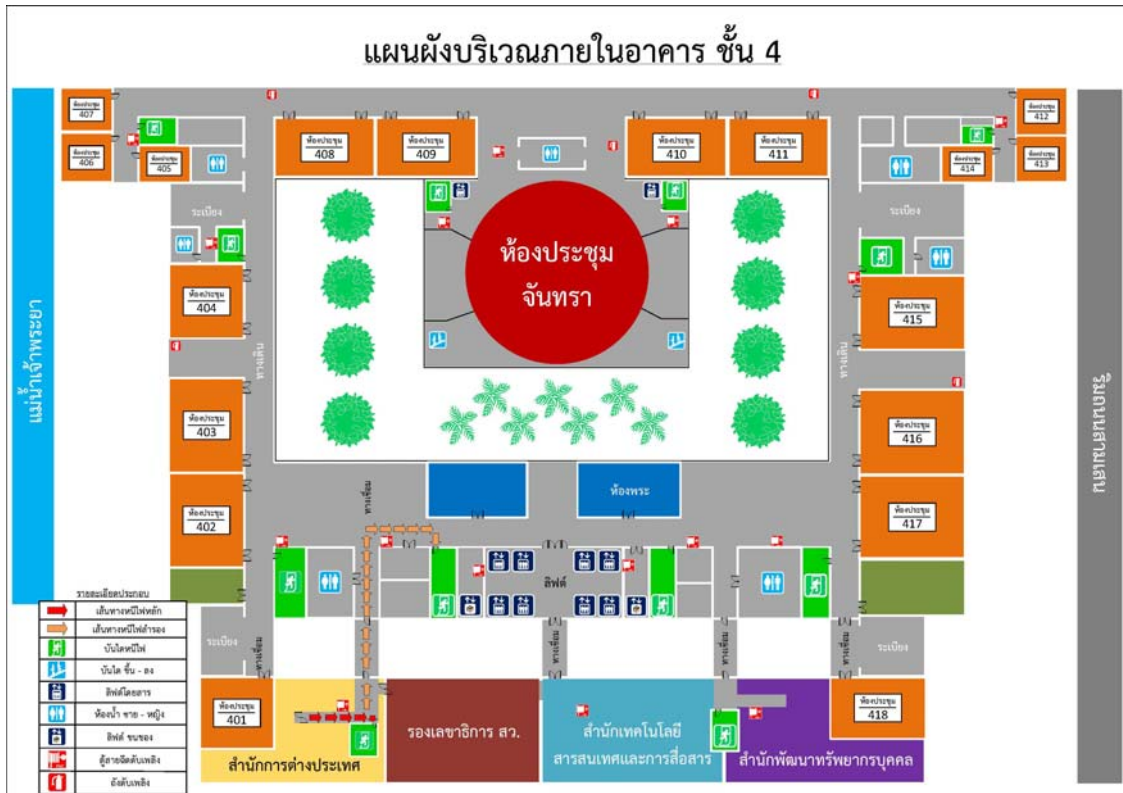 แผนผังบริเวณภายในอาคาร ชั้น 4
แม่น้ำเจ้าพระยา
ริมถนนสามเสน
ห้องประชุม
407
ห้องประชุม
406
ห้องประชุม
405
ห้องประชุม
408
ห้องประชุม
409
ห้องประชุม
410
ห้องประชุม
411
ห้องประชุม
412
ห้องประชุม
413
ห้องประชุม
414
ระเบียง
ระเบียง
ห้องประชุม
จันทรา
ห้องประชุม
404
ห้องประชุม
415
ทางเดิน
ทางเดิน
ห้องประชุม
403
ห้องประชุม
416
ห้องพระ
ทางเชื่อม
ทางเชื่อม
ห้องประชุม
402
ห้องประชุม
417
ลิฟต์
ระเบียง
ทางเชื่อม
ทางเชื่อม
ทางเชื่อม
ทางเชื่อม
ระเบียง
ห้องประชุม
401
ห้องประชุม
418
สำนักการต่างประเทศ
รองเลขาธิการ สว.
สำนักเทคโนโลยี
สารสนเทศและการสื่อสาร
สำนักพัฒนาทรัพยากรบุคคล
รายละเอียดประกอบ
เส้นทางหนีไฟหลัก
เส้นทางหนีไฟสำรอง
บันไดหนีไฟ
บันได ขึ้น - ลง
ลิฟต์โดยสาร
ห้องน้ำ ชาย - หญิง
ลิฟต์ ขนของ
ตู้สายฉีดดับเพลิง
ถังดับเพลิง